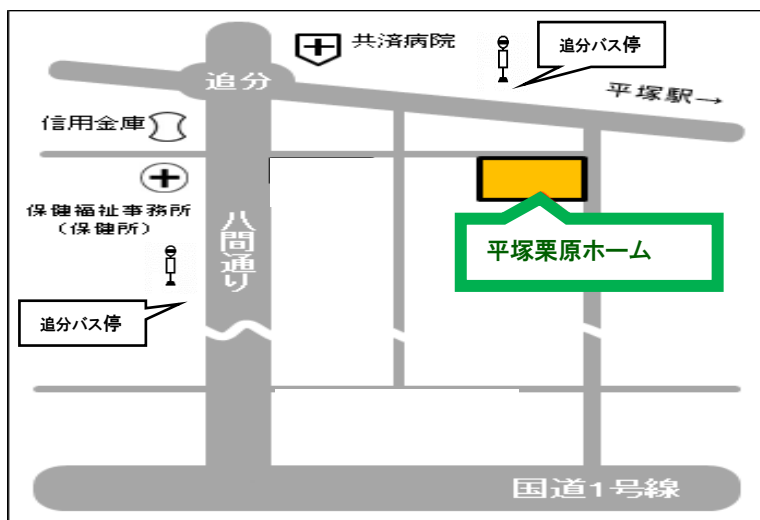 共済病院
追分バス停
追分
平塚駅→
信用金庫
保健福祉事務所
(保健所)
八間通り
平塚栗原ホーム
追分バス停
国道1号線